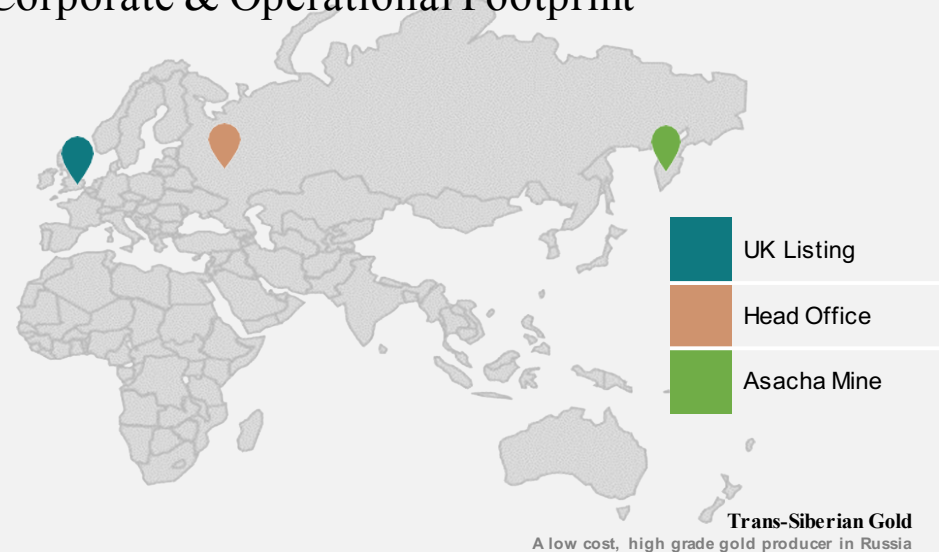 Corporate & Operational Footprint
UK Listing
Head Office
Asacha Mine
Trans-Siberian Gold
A low cost, high grade gold producer in Russia